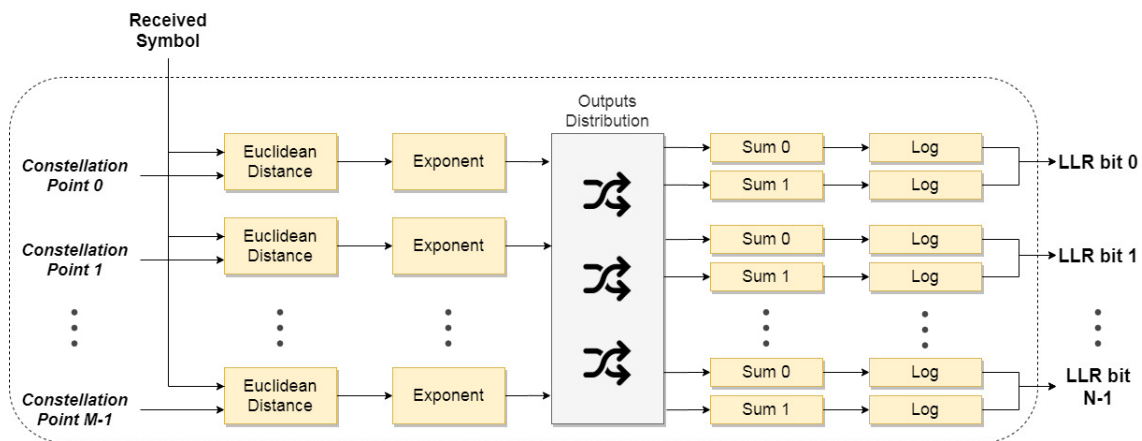 Received
Symbol
Outputs
Distribution
Constellation
Point 0
Euclidean
Distance
Exponent
Sum 0
Log
Sum 1
Log
LLR bit 0
Constellation
Point 1
Euclidean
Distance
Exponent
Sum 0
Log
Sum 1
Log
LLR bit 1
Constellation
Point M-1
Euclidean
Distance
Exponent
Sum 0
Log
Sum 1
Log
LLR bit
N-1